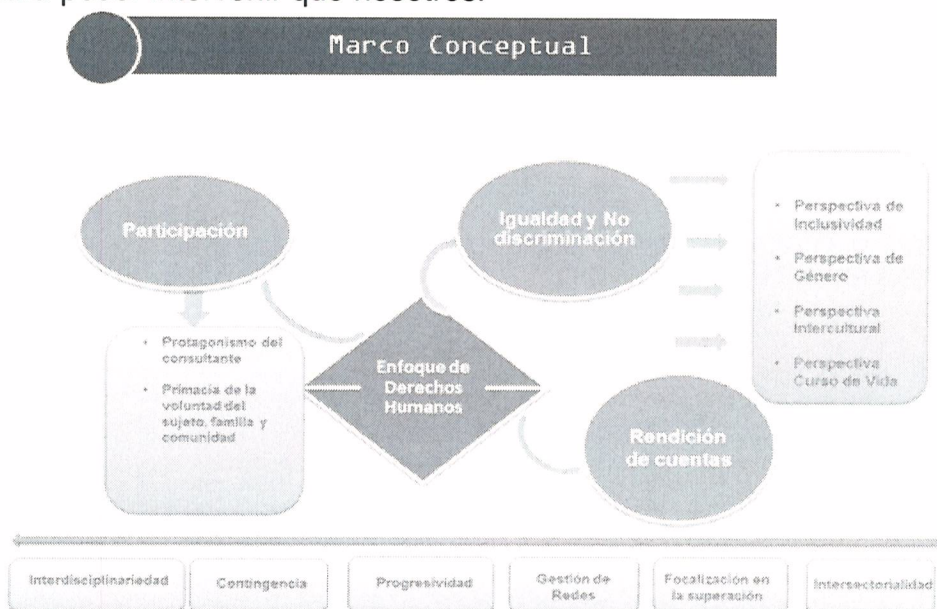 que nosotros.
Marco Conceptual
Participación
• Protagonismo del
consultante
• Primacía de la
voluntad del
sujeto, familia y
comunidad
Igualdad y No
discriminación
Enfoque de
Derechos
Humanos
Rendición
de cuentas
• Perspectiva de
Inclusividad
• Perspectiva de
Género
• Perspectiva
Intercultural
• Perspectiva
Curso de Vida
Interdisciplinariedad
Contingencia
Progresividad
Gestión de
Redes
Focalización en
la superación
Intersectorialidad